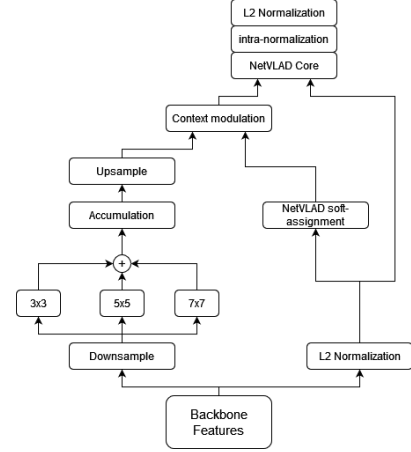 L2 Normalization
intra-normalization
NetVLAD Core
Context modulation
Upsample
Accumulation
NetVLAD soft-
assignment
+
3x3
5x5
7x7
Downsample
L2 Normalization
Backbone
Features